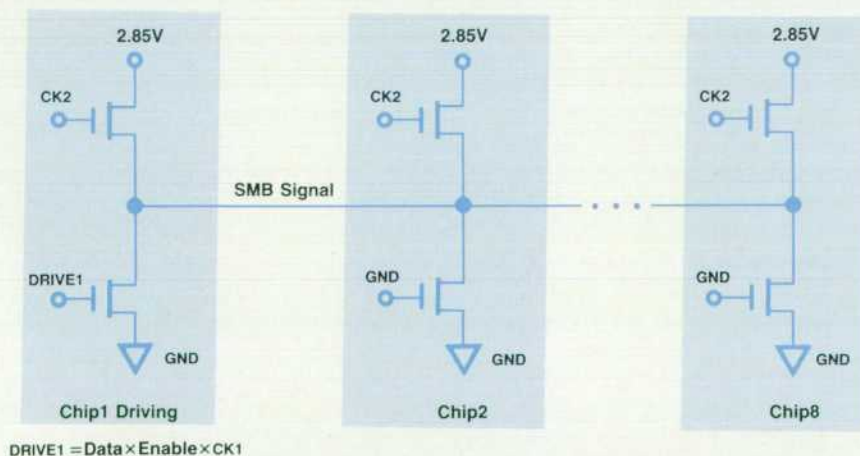 2.85V 2.85V 2.85V
CK2 CK2 CK2
SMB Signal
DRIVE1 GND GND
GND GND GND
Chip1 Driving Chip2 Chip8
DRIVE1 =Data×Enable×CK1